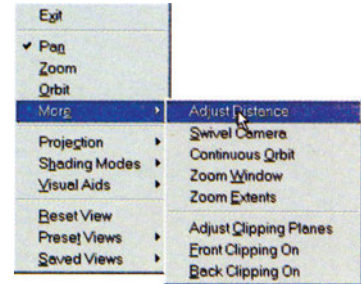 Exit
Pan
Zoom
Orbit
More
Projection
Shading Modes
Visual Aids
Reset View
Preset Views
Saved Views
Adjust Distance
Swivel Camera
Continuous Orbit
Zoom Window
Zoom Extents
Adjust Clipping Planes
Front Clipping On
Back Clipping On